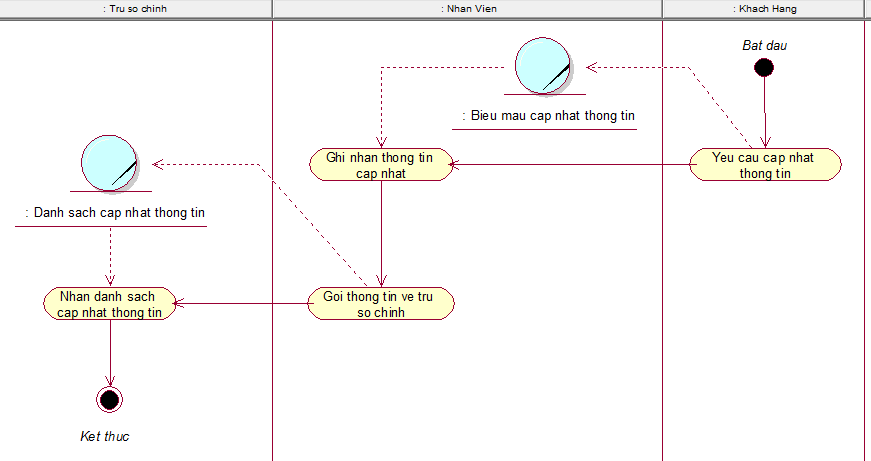 : Tru so chinh
: Nhan Vien
: Khach Hang
Bat dau
: Bieu mau cap nhat thong tin
Ghi nhan thong tin
cap nhat
Yeu cau cap nhat
thong tin
: Danh sach cap nhat thong tin
Nhan danh sach
cap nhat thong tin
Goi thong tin ve tru
so chinh
Ket thuc